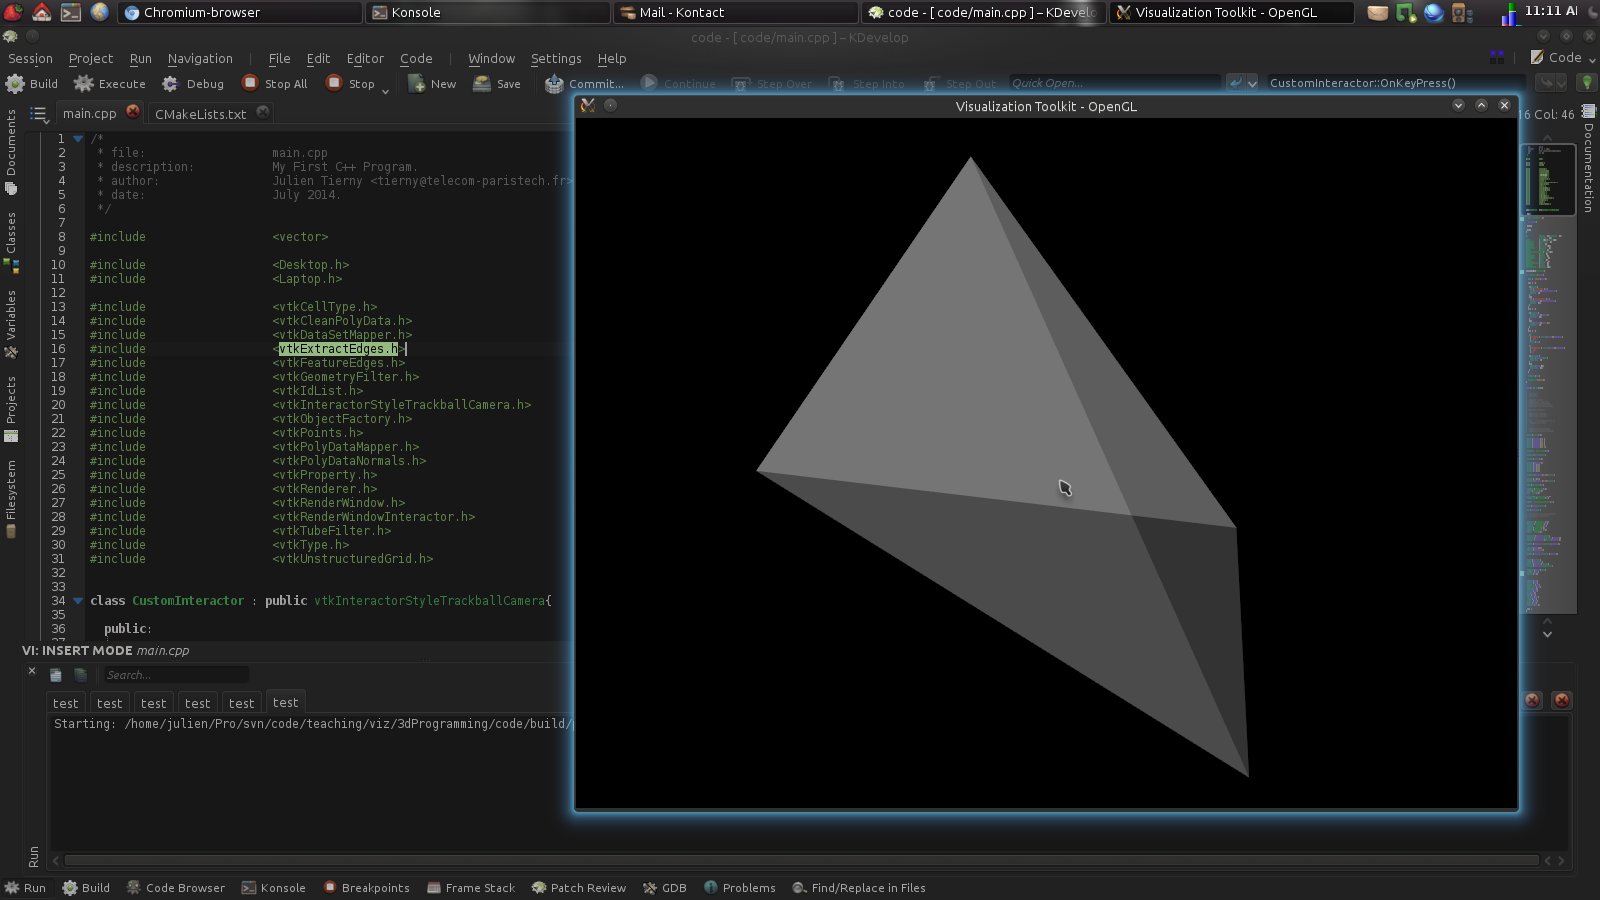 Chromium-browser
Konsole
Mail - Kontact
code - [ code/main.cpp ] – KDevelo
Visualization Toolkit - OpenGL
11:11 A
code - [ code/main.cpp ] – KDevelop
Session Project Run Navigation File Edit Editor Code Window Settings Help
Code
Build Execute Debug Stop All Stop New Save Commit... Continue Step Over Step Into Step Out Quick Open... CustomInteractor::OnKeyPress()
main.cpp CMakeLists.txt
Visualization Toolkit - OpenGL
16 Col: 46
Documents
Classes
Variables
Projects
Filesystem
Documentation
1 /*
2 * file: main.cpp
3 * description: My First C++ Program.
4 * author: Julien Tierny <tierny@telecom-paristech.fr>
5 * date: July 2014.
6 */
7
8 #include <vector>
9
10 #include <Desktop.h>
11 #include <Laptop.h>
12
13 #include <vtkCellType.h>
14 #include <vtkCleanPolyData.h>
15 #include <vtkDataSetMapper.h>
16 #include <vtkExtractEdges.h>
17 #include <vtkFeatureEdges.h>
18 #include <vtkGeometryFilter.h>
19 #include <vtkIdList.h>
20 #include <vtkInteractorStyleTrackballCamera.h>
21 #include <vtkObjectFactory.h>
22 #include <vtkPoints.h>
23 #include <vtkPolyDataMapper.h>
24 #include <vtkPolyDataNormals.h>
25 #include <vtkProperty.h>
26 #include <vtkRenderer.h>
27 #include <vtkRenderWindow.h>
28 #include <vtkRenderWindowInteractor.h>
29 #include <vtkTubeFilter.h>
30 #include <vtkType.h>
31 #include <vtkUnstructuredGrid.h>
32
33
34 class CustomInteractor : public vtkInteractorStyleTrackballCamera{
35
36 public:
VI: INSERT MODE main.cpp
Search...
test test test test test test
Starting: /home/julien/Pro/svn/code/teaching/viz/3dProgramming/code/build/
Run
Run Build Code Browser Konsole Breakpoints Frame Stack Patch Review GDB Problems Find/Replace in Files